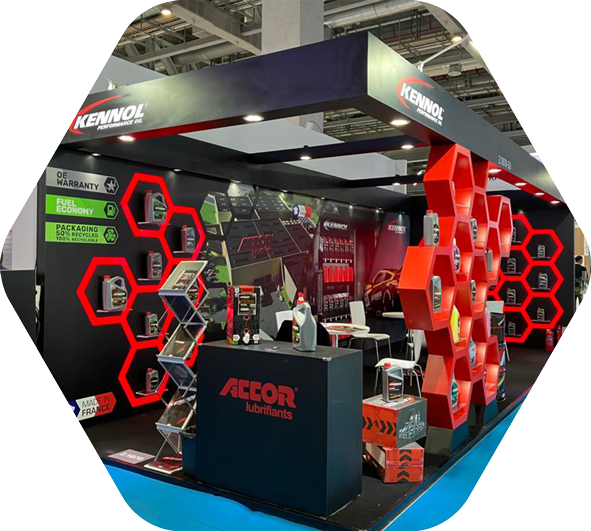 KENNOL
PERFORMANCE OIL
KENNOL
PERFORMANCE OIL
OE
WARRANTY
FUEL
ECONOMY
PACKAGING
50% RECYCLED
100% RECYCLABLE
KENNOL
KENNOL
MADE IN
FRANCE
ACCOR
lubrifiants